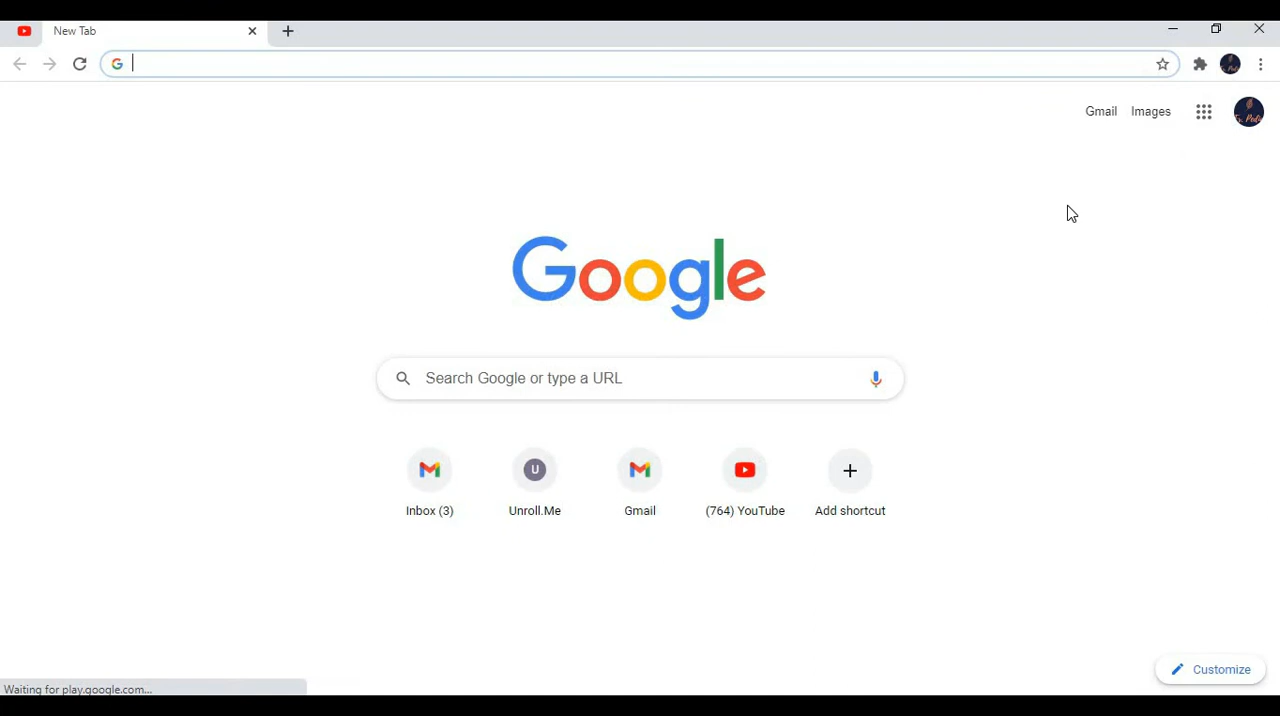 New Tab
Gmail Images
Google
Search Google or type a URL
U
Inbox (3) Unroll.Me Gmail (764) YouTube Add shortcut
Customize
Waiting for play.google.com...